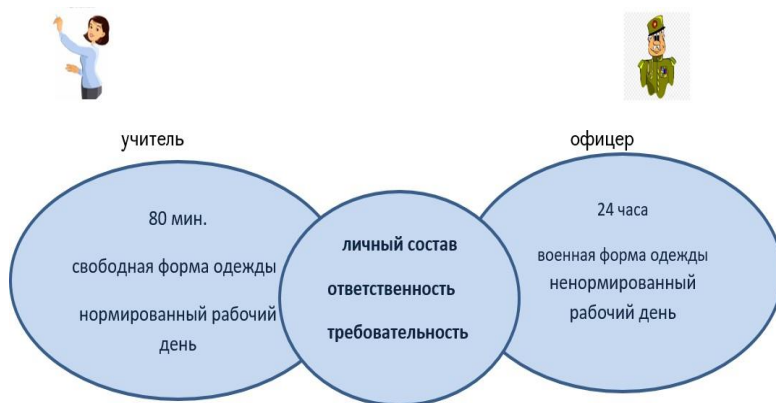 учитель
офицер
80 мин.
свободная форма одежды
нормированный рабочий
день
личный состав
ответственность
требовательность
24 часа
военная форма одежды
ненормированный
рабочий день